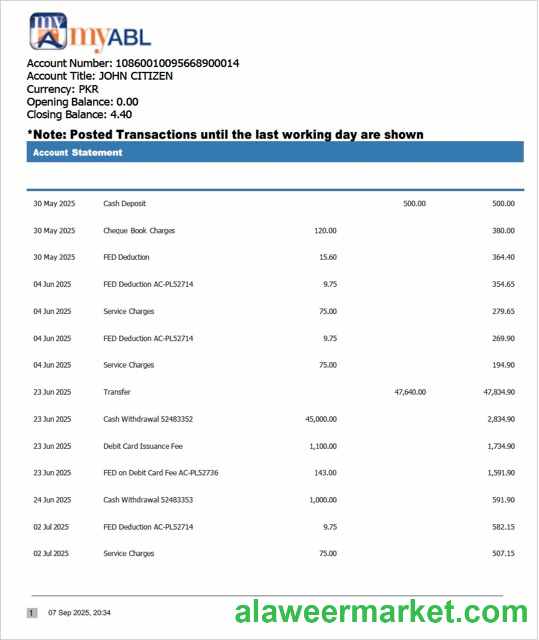 my
myABL
Account Number: 10860010095668900014
Account Title: JOHN CITIZEN
Currency: PKR
Opening Balance: 0.00
Closing Balance: 4.40
*Note: Posted Transactions until the last working day are shown
Account Statement
30 May 2025 Cash Deposit 500.00 500.00
30 May 2025 Cheque Book Charges 120.00 380.00
30 May 2025 FED Deduction 15.60 364.40
04 Jun 2025 FED Deduction AC-PL52714 9.75 354.65
04 Jun 2025 Service Charges 75.00 279.65
04 Jun 2025 FED Deduction AC-PL52714 9.75 269.90
04 Jun 2025 Service Charges 75.00 194.90
23 Jun 2025 Transfer 47,640.00 47,834.90
23 Jun 2025 Cash Withdrawal 52483352 45,000.00 2,834.90
23 Jun 2025 Debit Card Issuance Fee 1,100.00 1,734.90
23 Jun 2025 FED on Debit Card Fee AC-PL52736 143.00 1,591.90
24 Jun 2025 Cash Withdrawal 52483353 1,000.00 591.90
02 Jul 2025 FED Deduction AC-PL52714 9.75 582.15
02 Jul 2025 Service Charges 75.00 507.15
1 07 Sep 2025, 20:34
alaweermarket.com